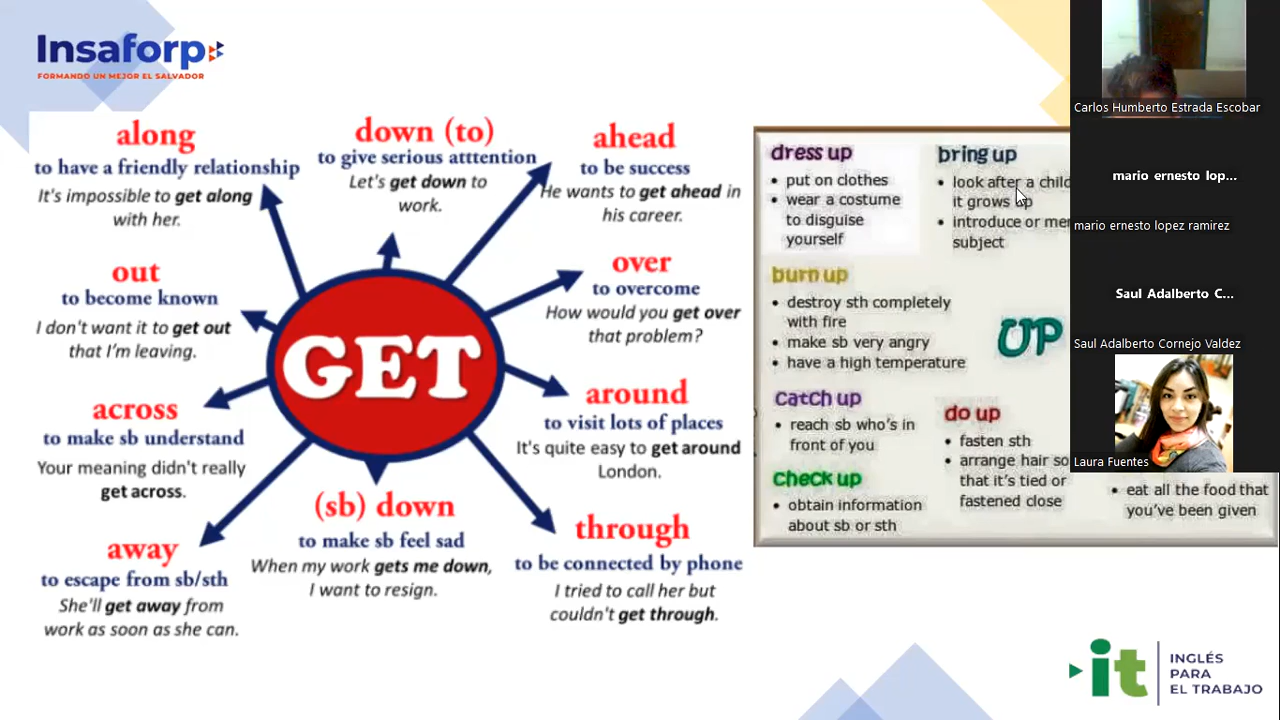 Insaforp
FORMANDO UN MEJOR EL SALVADOR
along
to have a friendly relationship
It's impossible to get along
with her.
down (to)
to give serious atttention
Let's get down to
work.
ahead
to be success
He wants to get ahead in
his career.
out
to become known
I don't want it to get out
that I'm leaving.
over
to overcome
How would you get over
that problem?
GET
across
to make sb understand
Your meaning didn't really
get across.
around
to visit lots of places
It's quite easy to get around
London.
away
to escape from sb/sth
She'll get away from
work as soon as she can.
(sb) down
to make sb feel sad
When my work gets me down,
I want to resign.
through
to be connected by phone
I tried to call her but
couldn't get through.
dress up
• put on clothes
• wear a costume
to disguise
yourself
bring up
• look after a child
it grows up
• introduce or
subject
burn up
• destroy sth completely
with fire
• make sb very angry
• have a high temperature
UP
catch up
• reach sb who's in
front of you
do up
• fasten sth
• arrange hair so
that it's tied or
fastened close
check up
• obtain information
about sb or sth
• eat all the food that
you've been given
Carlos Humberto Estrada Escobar
mario ernesto lop...
mario ernesto lopez ramirez
Saul Adalberto C...
Saul Adalberto Cornejo Valdez
Laura Fuentes
it
INGLÉS
PARA
EL TRABAJO